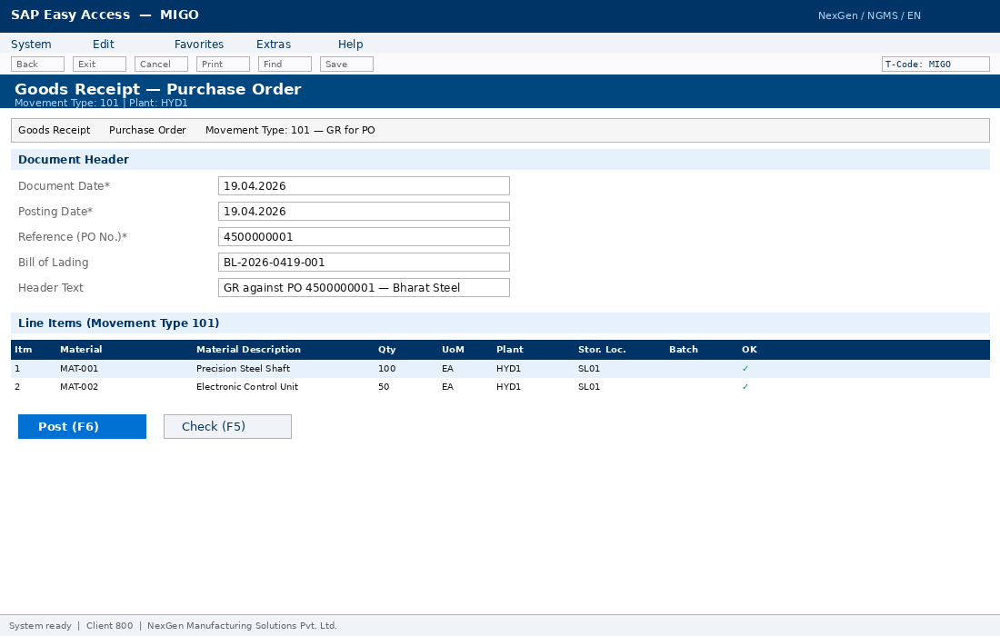 SAP Easy Access — MIGO NexGen / NGMS / EN
System Edit Favorites Extras Help
Back Exit Cancel Print Find Save T-Code: MIGO
Goods Receipt — Purchase Order
Movement Type: 101 | Plant: HYD1
Goods Receipt Purchase Order Movement Type: 101 — GR for PO
Document Header
Document Date* 19.04.2026
Posting Date* 19.04.2026
Reference (PO No.)* 4500000001
Bill of Lading BL-2026-0419-001
Header Text GR against PO 4500000001 — Bharat Steel
Line Items (Movement Type 101)
Itm Material Material Description Qty UoM Plant Stor. Loc. Batch OK
1 MAT-001 Precision Steel Shaft 100 EA HYD1 SL01 ✓
2 MAT-002 Electronic Control Unit 50 EA HYD1 SL01 ✓
Post (F6) Check (F5)
System ready | Client 800 | NexGen Manufacturing Solutions Pvt. Ltd.